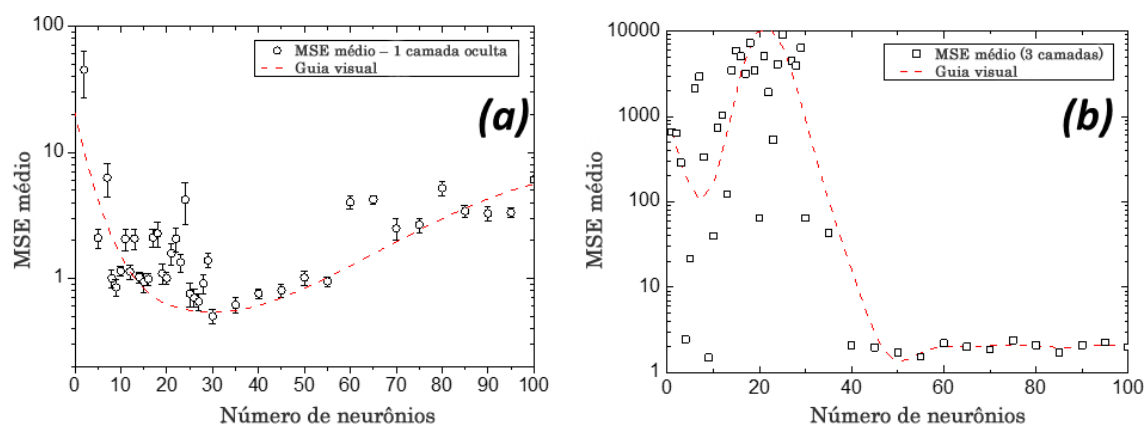 100
10
1
MSE médio
MSE médio – 1 camada oculta
Guia visual
(a)
0 10 20 30 40 50 60 70 80 90 100
Número de neurônios
10000
1000
100
10
1
MSE médio
MSE médio (3 camadas)
Guia visual
(b)
0 20 40 60 80 100
Número de neurônios